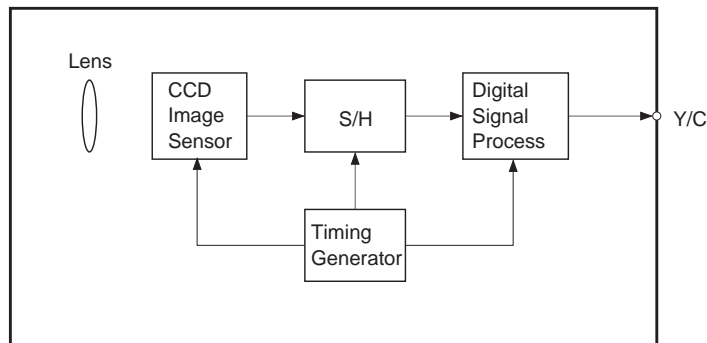 Lens
CCD
Image
Sensor
S/H
Digital
Signal
Process
Y/C
Timing
Generator